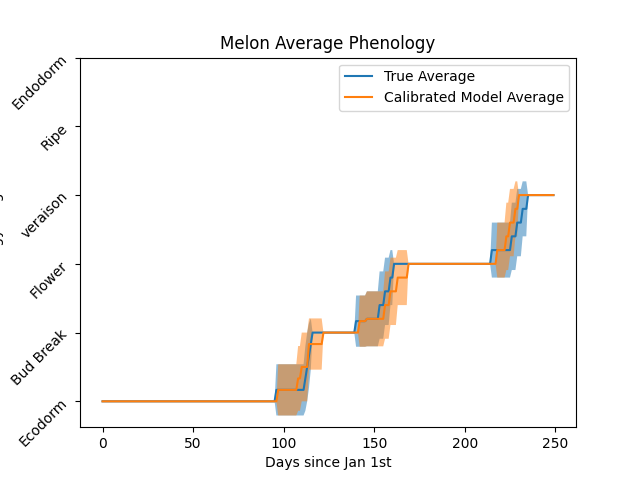 Melon Average Phenology
True Average
Calibrated Model Average
Endodorm
Ripe
veraison
Flower
Bud Break
Ecodorm
0 50 100 150 200 250
Days since Jan 1st